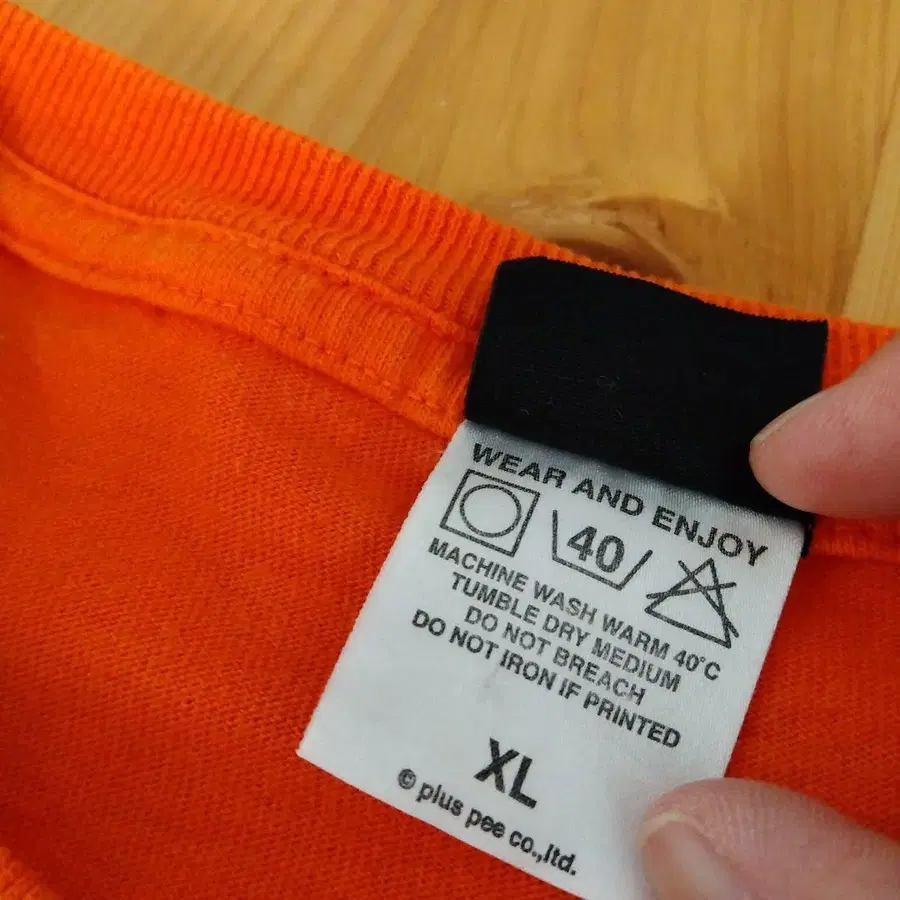 WEAR AND ENJOY
40
MACHINE WASH WARM 40°C
TUMBLE DRY MEDIUM
DO NOT BREACH
DO NOT IRON IF PRINTED
XL
© plus pee co.,ltd.